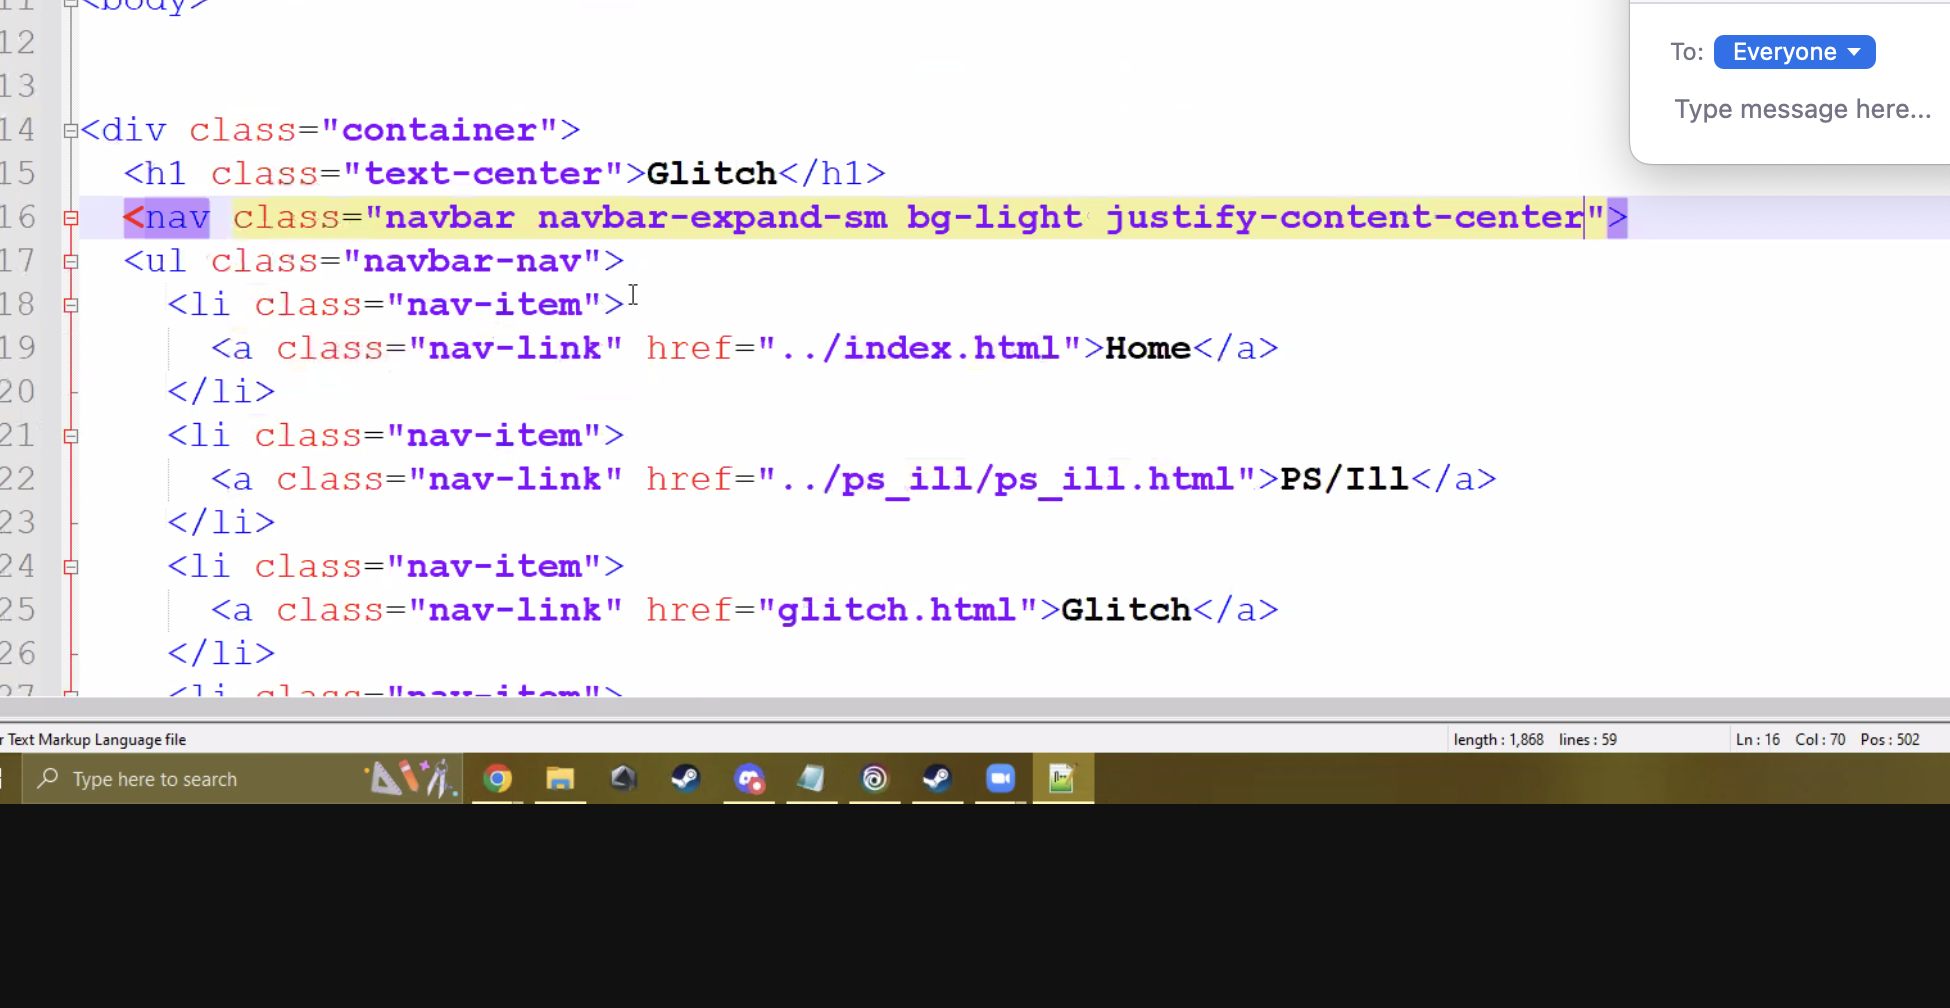 11 <body>
12
13
14 <div class="container">
15 <h1 class="text-center">Glitch</h1>
16 <nav class="navbar navbar-expand-sm bg-light justify-content-center">
17 <ul class="navbar-nav">
18 <li class="nav-item">
19 <a class="nav-link" href="../index.html">Home</a>
20 </li>
21 <li class="nav-item">
22 <a class="nav-link" href="../ps_ill/ps_ill.html">PS/Ill</a>
23 </li>
24 <li class="nav-item">
25 <a class="nav-link" href="glitch.html">Glitch</a>
26 </li>
27 <li class="nav-item">
To: Everyone
Type message here...
r Text Markup Language file length : 1,868 lines : 59 Ln : 16 Col : 70 Pos : 502
Type here to search